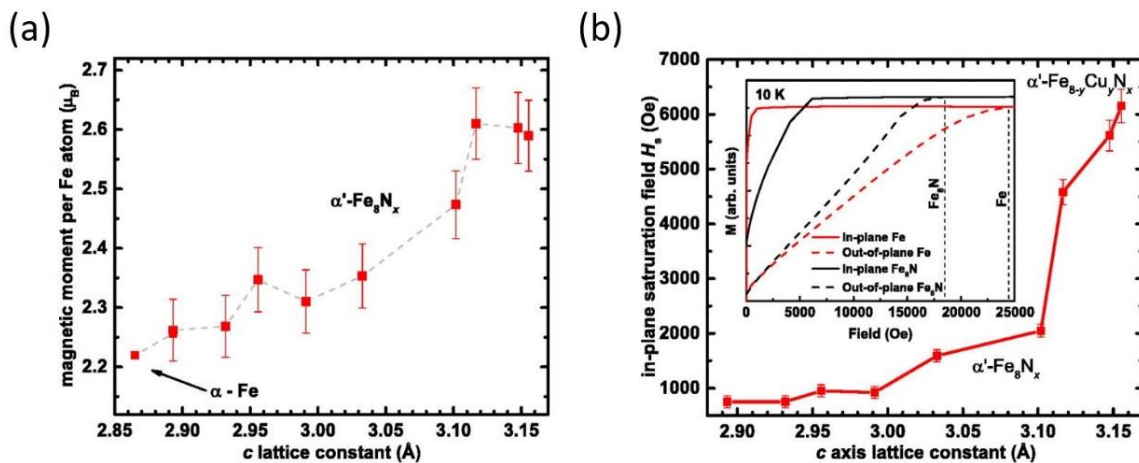 (a)
2.7
2.6
2.5
2.4
2.3
2.2
magnetic moment per Fe atom (μB)
α'-Fe8Nx
α - Fe
2.85 2.90 2.95 3.00 3.05 3.10 3.15
c lattice constant (Å)
(b)
7000
6000
5000
4000
3000
2000
1000
in-plane satruration field Hs (Oe)
α'-Fe8-yCuyNx
10 K
M (arb. units)
Fe8N
Fe
In-plane Fe
Out-of-plane Fe
In-plane Fe8N
Out-of-plane Fe8N
0 5000 10000 15000 20000 25000
Field (Oe)
α'-Fe8Nx
2.90 2.95 3.00 3.05 3.10 3.15
c axis lattice constant (Å)